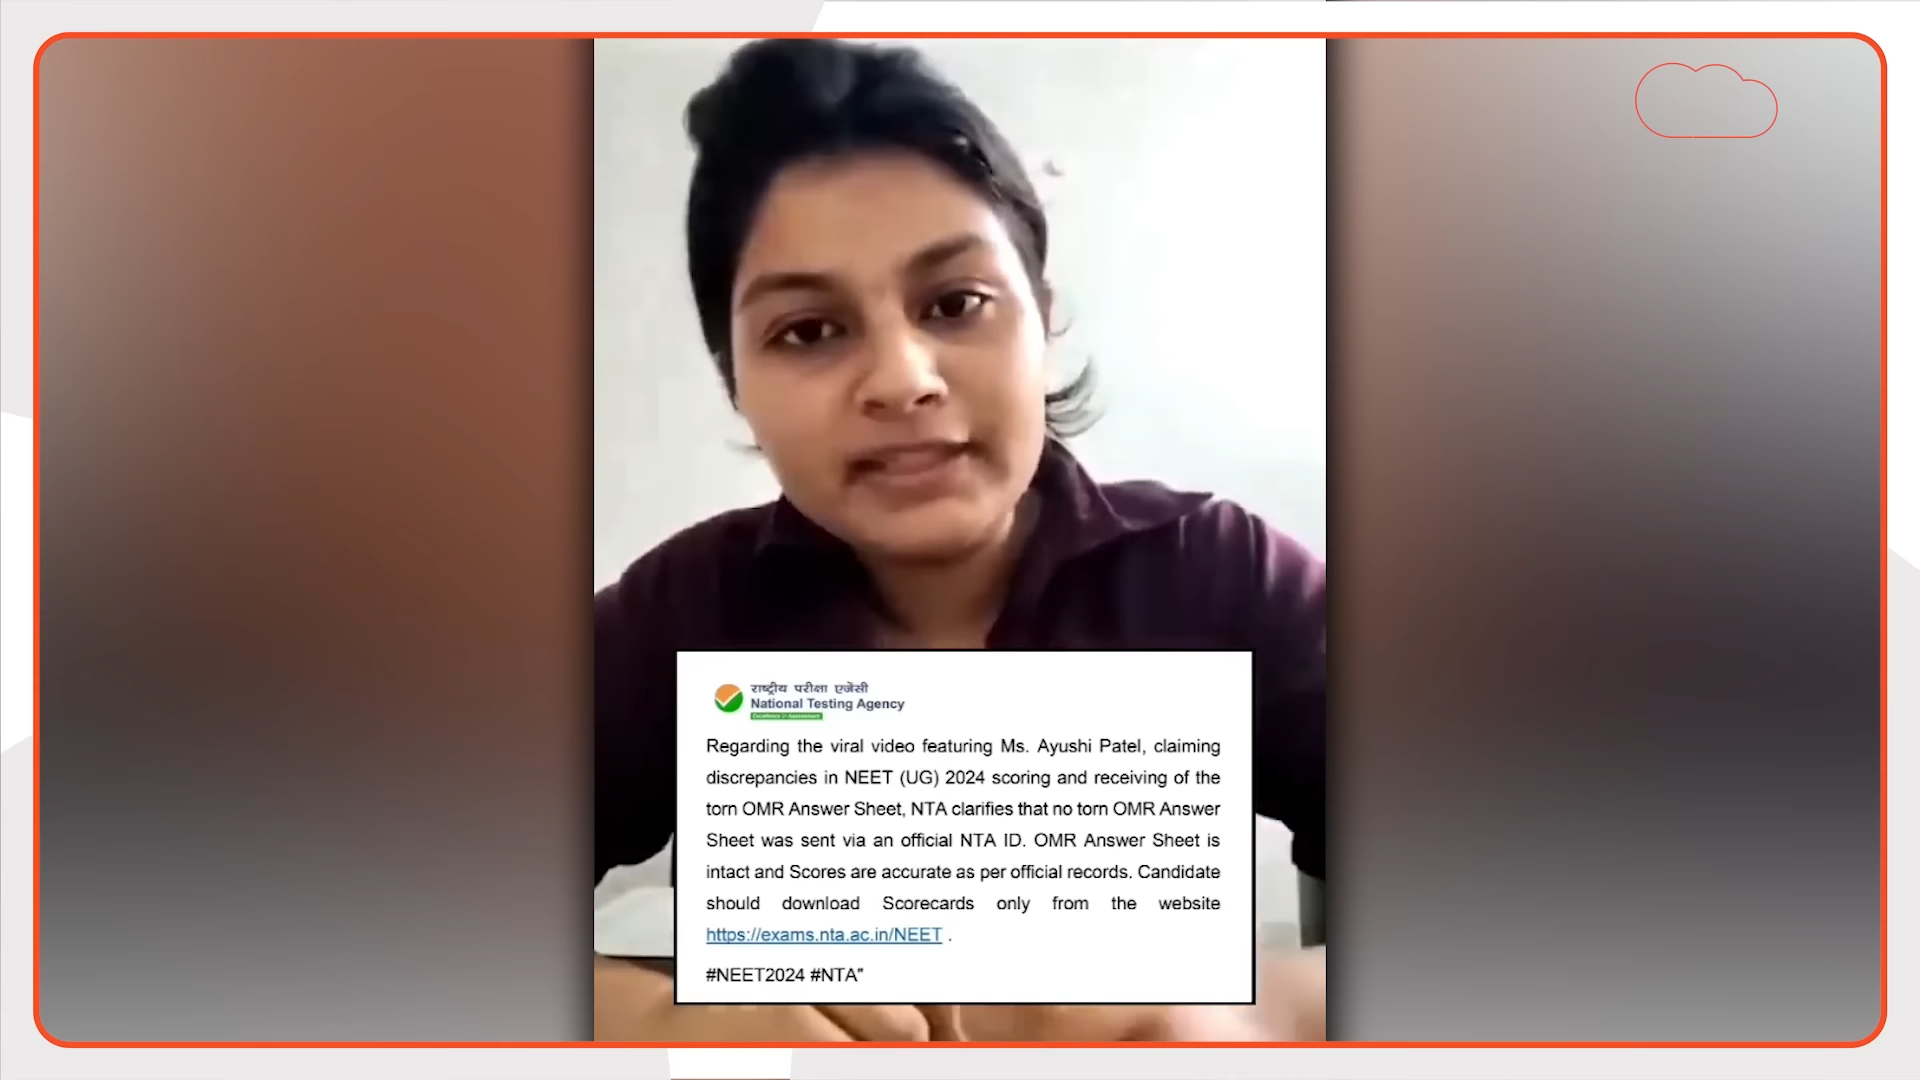 राष्ट्रीय परीक्षा एजेंसी
National Testing Agency
Excellence in Assessment
Regarding the viral video featuring Ms. Ayushi Patel, claiming
discrepancies in NEET (UG) 2024 scoring and receiving of the
torn OMR Answer Sheet, NTA clarifies that no torn OMR Answer
Sheet was sent via an official NTA ID. OMR Answer Sheet is
intact and Scores are accurate as per official records. Candidate
should download Scorecards only from the website
https://exams.nta.ac.in/NEET .
#NEET2024 #NTA"